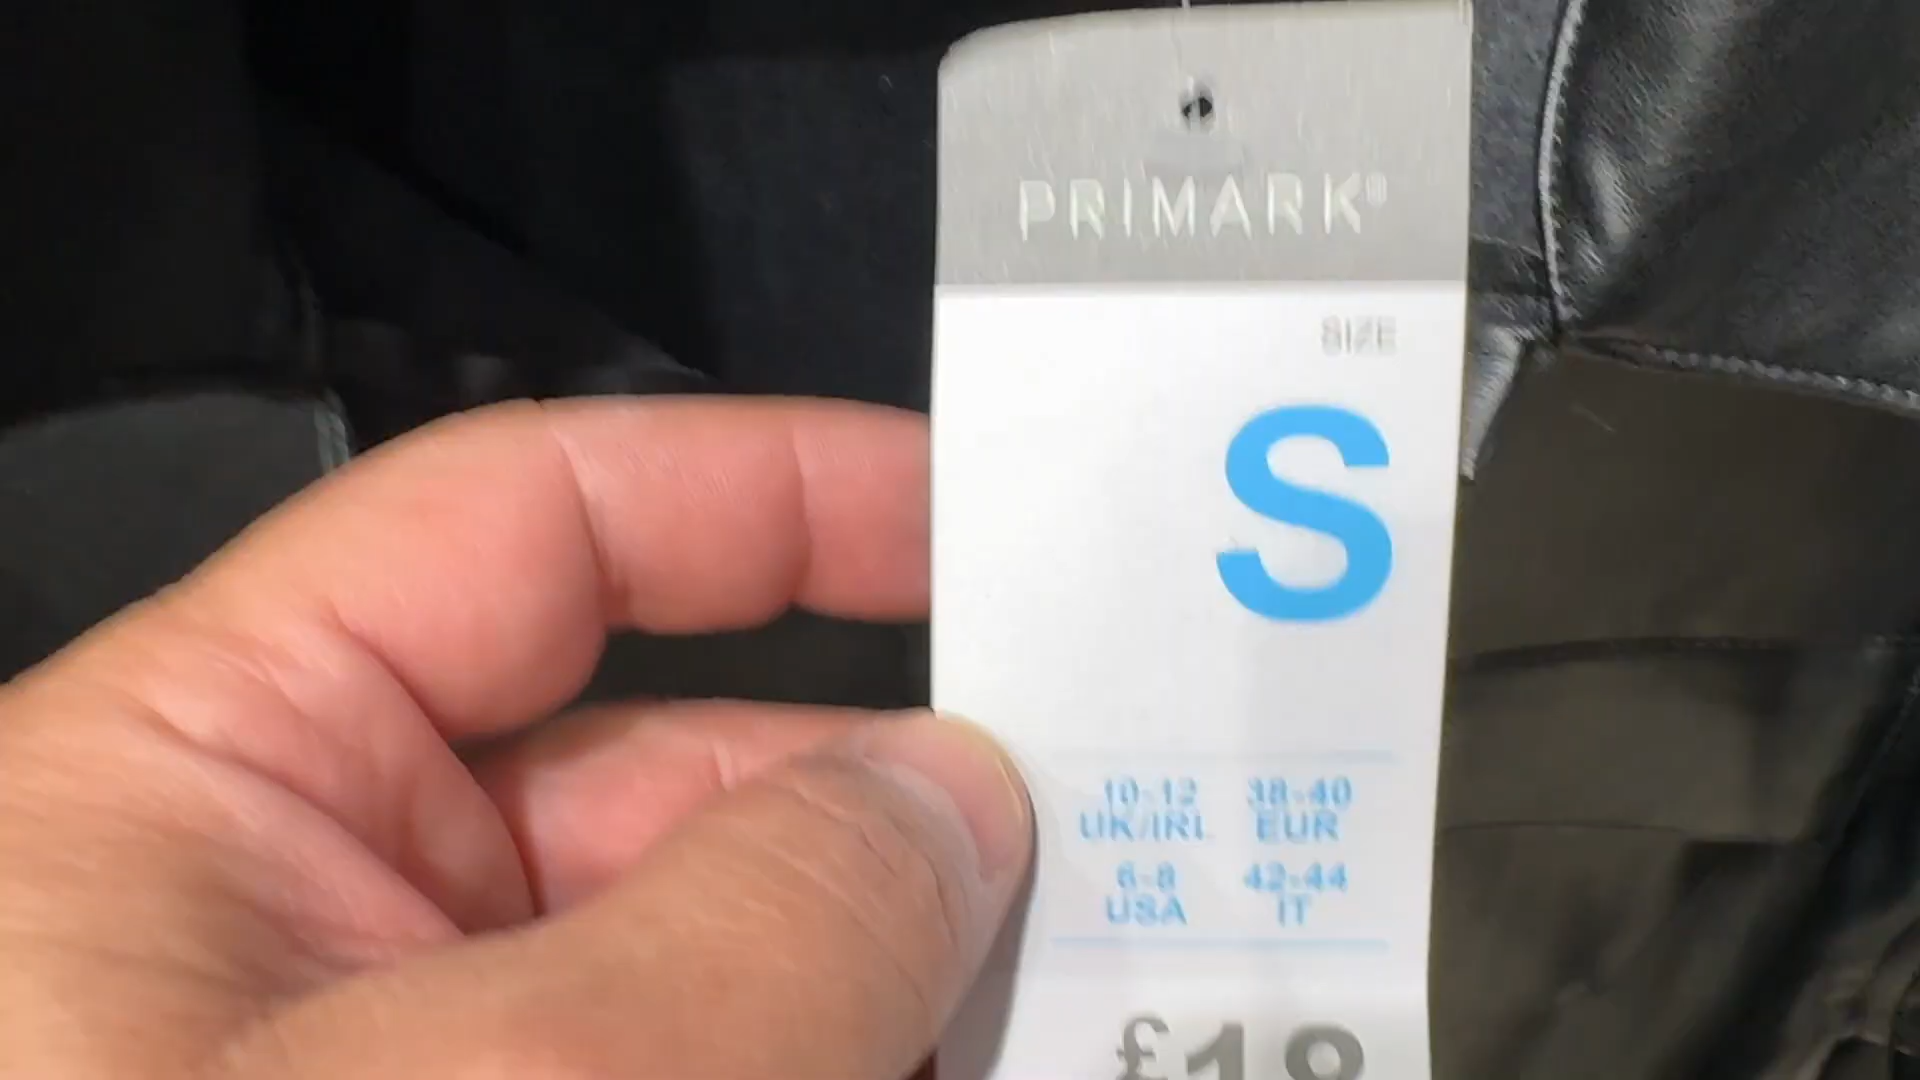 PRIMARK®
SIZE
S
10-12 38-40
UK/IRL EUR
6-8 42-44
USA IT